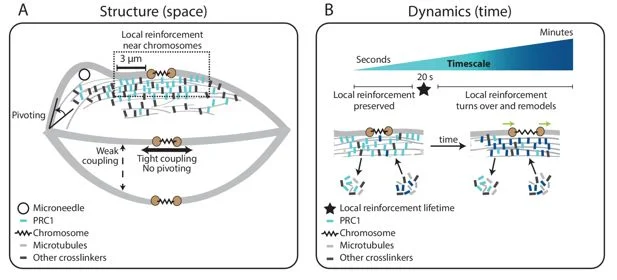 A
Structure (space)
Local reinforcement
near chromosomes
3 μm
Pivoting
Weak
coupling
Tight coupling
No pivoting
Microneedle
PRC1
Chromosome
Microtubules
Other crosslinkers
B
Dynamics (time)
Minutes
Seconds
Timescale
20 s
Local reinforcement
preserved
Local reinforcement
turns over and remodels
time
Local reinforcement lifetime
PRC1
Chromosome
Microtubules
Other crosslinkers